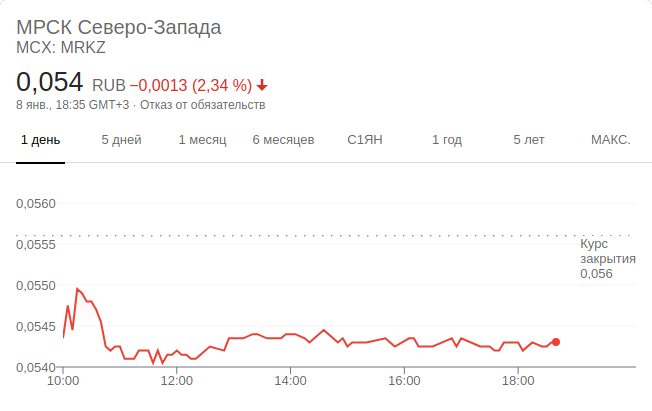 МРСК Северо-Запада
MCX: MRKZ
0,054 RUB −0,0013 (2,34 %)
8 янв., 18:35 GMT+3 · Отказ от обязательств
1 день 5 дней 1 месяц 6 месяцев С1ЯН 1 год 5 лет МАКС.
0,0560
0,0555
Курс
закрытия
0,056
0,0550
0,0545
0,0540
10:00 12:00 14:00 16:00 18:00